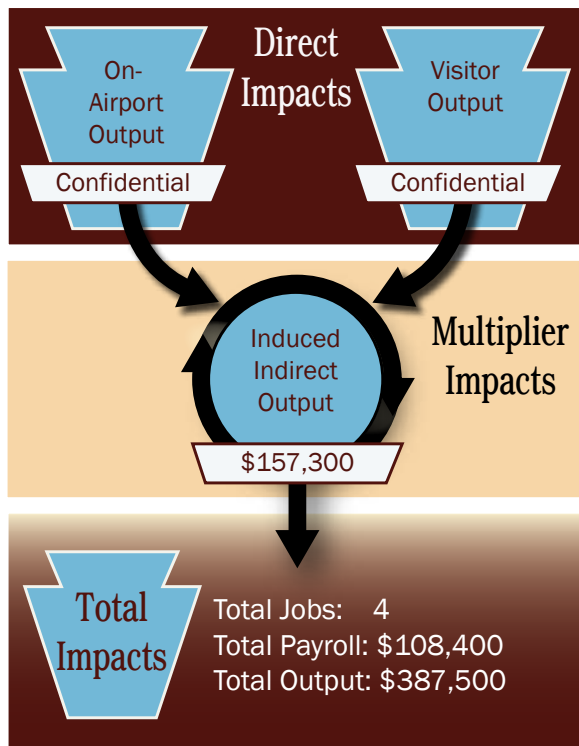 Direct
Impacts
On-
Airport
Output
Confidential
Visitor
Output
Confidential
Induced
Indirect
Output
$157,300
Multiplier
Impacts
Total
Impacts
Total Jobs: 4
Total Payroll: $108,400
Total Output: $387,500